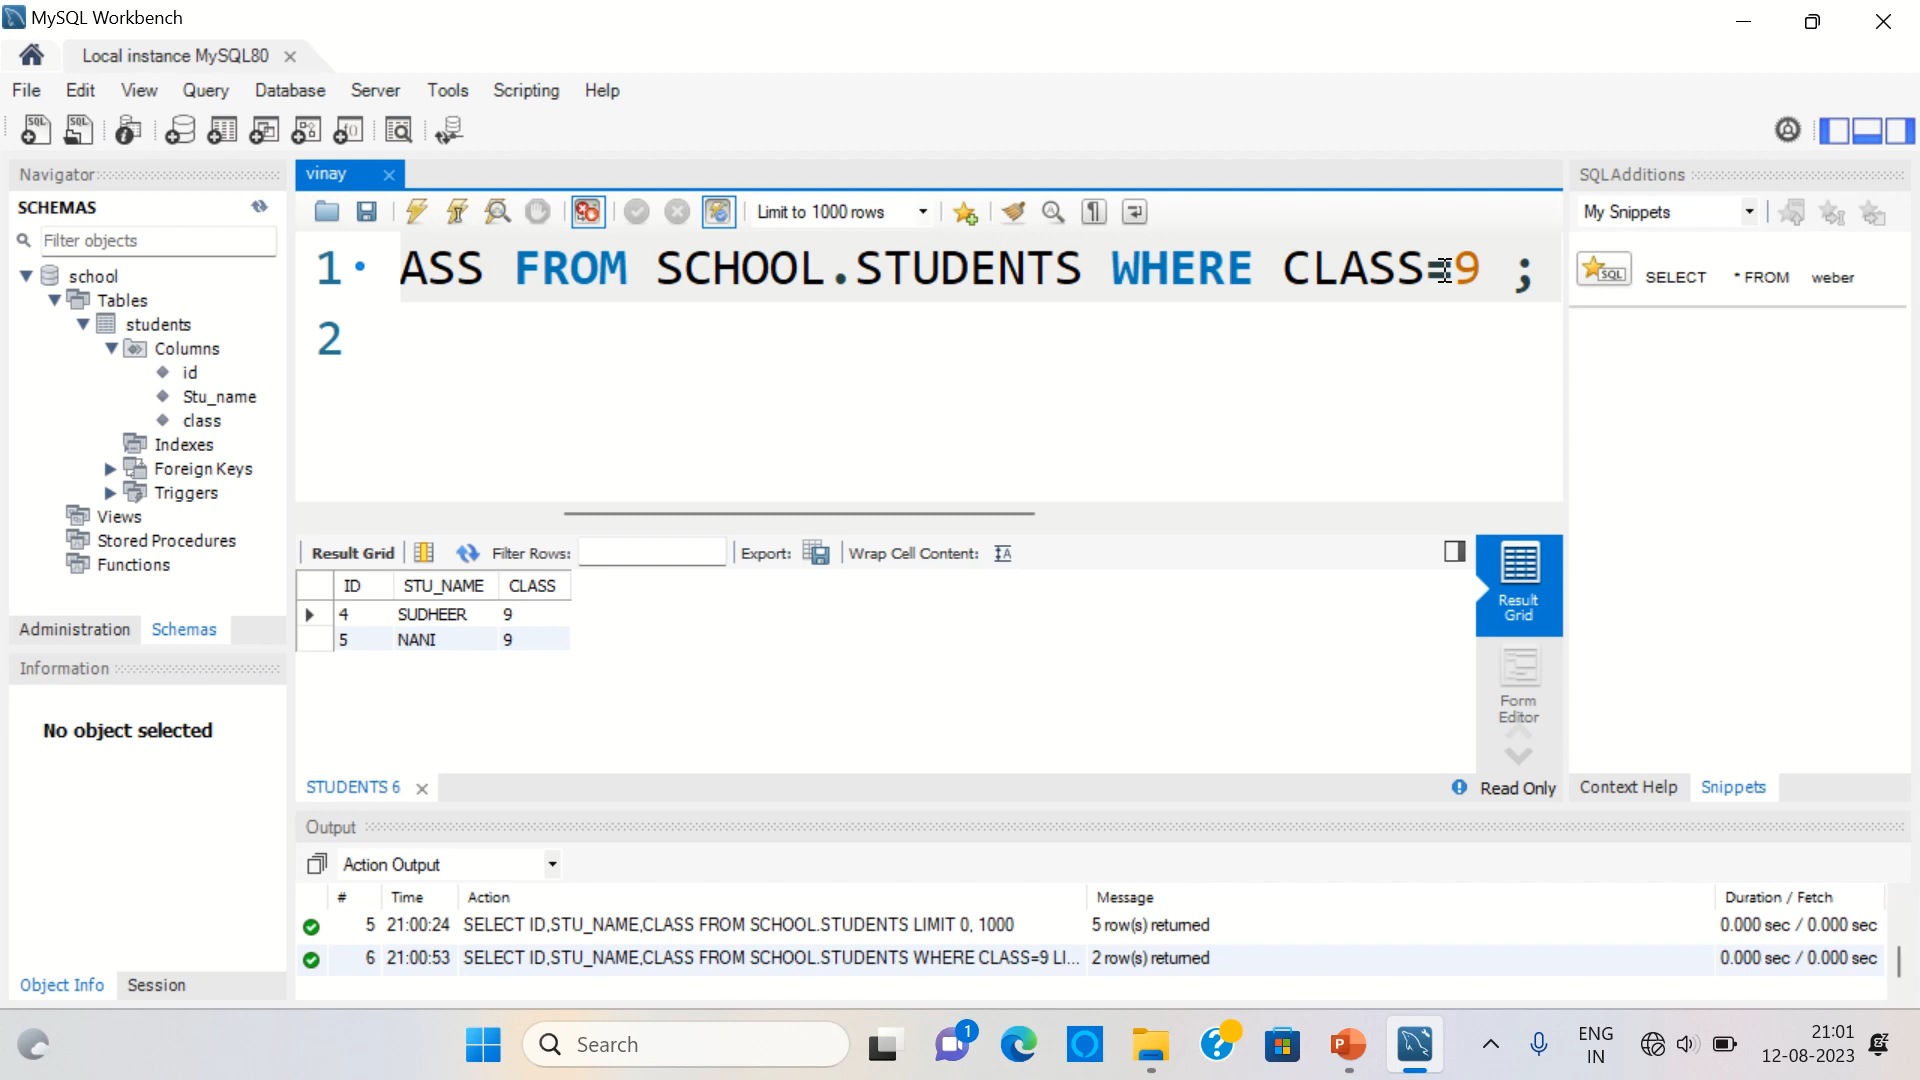 MySQL Workbench
Local instance MySQL80
File Edit View Query Database Server Tools Scripting Help
Navigator
SCHEMAS
Filter objects
school
Tables
students
Columns
id
Stu_name
class
Indexes
Foreign Keys
Triggers
Views
Stored Procedures
Functions
Administration Schemas
Information
No object selected
Object Info Session
vinay
Limit to 1000 rows
1 ASS FROM SCHOOL.STUDENTS WHERE CLASS=9 ;
2
Result Grid Filter Rows: Export: Wrap Cell Content:
ID STU_NAME CLASS
4 SUDHEER 9
5 NANI 9
Result
Grid
Form
Editor
STUDENTS 6
Read Only
SQLAdditions
My Snippets
SQL SELECT * FROM weber
Context Help Snippets
Output
Action Output
# Time Action Message Duration / Fetch
5 21:00:24 SELECT ID,STU_NAME,CLASS FROM SCHOOL.STUDENTS LIMIT 0, 1000 5 row(s) returned 0.000 sec / 0.000 sec
6 21:00:53 SELECT ID,STU_NAME,CLASS FROM SCHOOL.STUDENTS WHERE CLASS=9 LI... 2 row(s) returned 0.000 sec / 0.000 sec
Search
1
ENG
IN
21:01
12-08-2023